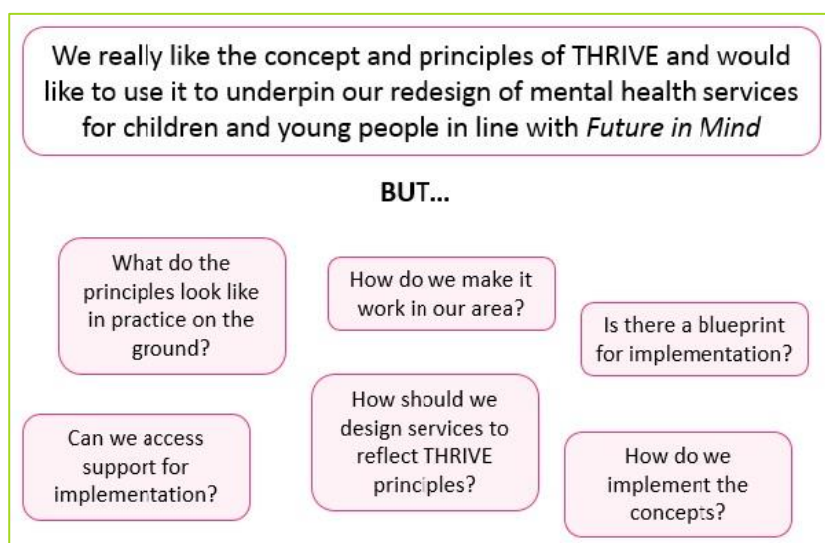 We really like the concept and principles of THRIVE and would
like to use it to underpin our redesign of mental health services
for children and young people in line with Future in Mind
BUT...
What do the
principles look like
in practice on the
ground?
How do we make it
work in our area?
Is there a blueprint
for implementation?
Can we access
support for
implementation?
How should we
design services to
reflect THRIVE
principles?
How do we
implement the
concepts?